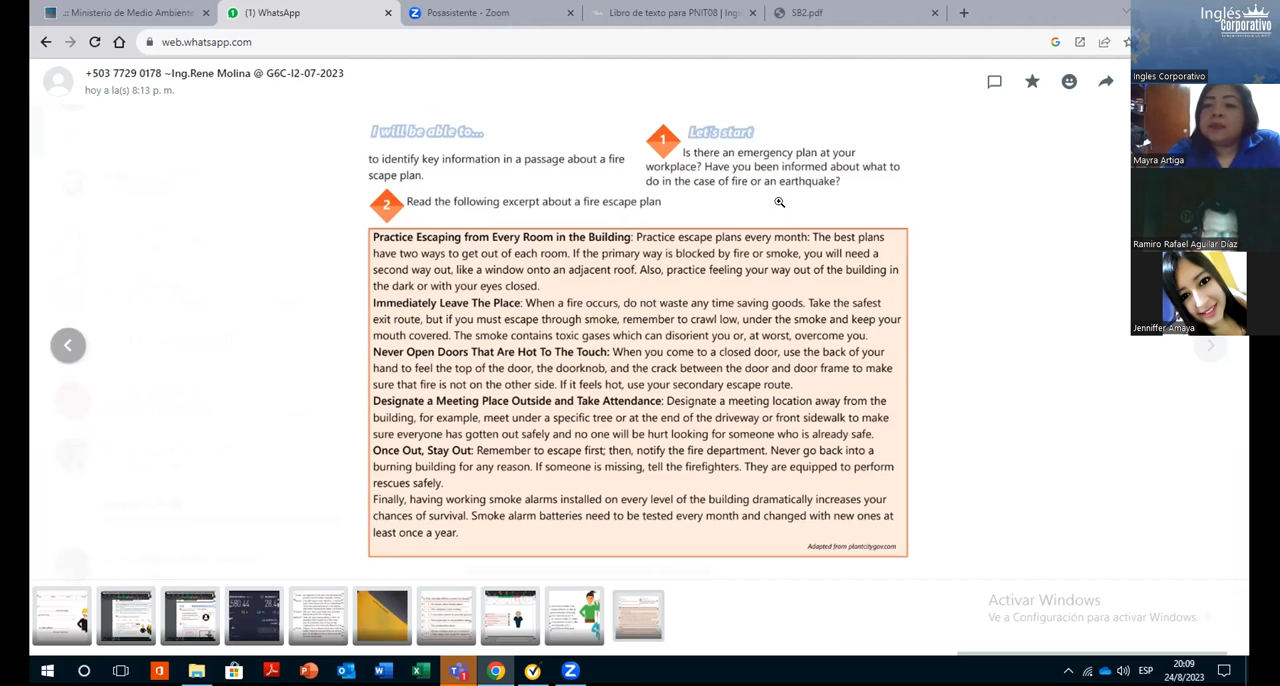 .: Ministerio de Medio Ambiente
(1) WhatsApp
Posasistente - Zoom
Libro de texto para PNIT08 | Ing
SB2.pdf
web.whatsapp.com
+503 7729 0178 ~Ing.Rene Molina @ G6C-I2-07-2023
hoy a la(s) 8:13 p. m.
I will be able to...
to identify key information in a passage about a fire
scape plan.
1 Let's start
Is there an emergency plan at your
workplace? Have you been informed about what to
do in the case of fire or an earthquake?
2 Read the following excerpt about a fire escape plan
Practice Escaping from Every Room in the Building: Practice escape plans every month: The best plans
have two ways to get out of each room. If the primary way is blocked by fire or smoke, you will need a
second way out, like a window onto an adjacent roof. Also, practice feeling your way out of the building in
the dark or with your eyes closed.
Immediately Leave The Place: When a fire occurs, do not waste any time saving goods. Take the safest
exit route, but if you must escape through smoke, remember to crawl low, under the smoke and keep your
mouth covered. The smoke contains toxic gases which can disorient you or, at worst, overcome you.
Never Open Doors That Are Hot To The Touch: When you come to a closed door, use the back of your
hand to feel the top of the door, the doorknob, and the crack between the door and door frame to make
sure that fire is not on the other side. If it feels hot, use your secondary escape route.
Designate a Meeting Place Outside and Take Attendance: Designate a meeting location away from the
building, for example, meet under a specific tree or at the end of the driveway or front sidewalk to make
sure everyone has gotten out safely and no one will be hurt looking for someone who is already safe.
Once Out, Stay Out: Remember to escape first; then, notify the fire department. Never go back into a
burning building for any reason. If someone is missing, tell the firefighters. They are equipped to perform
rescues safely.
Finally, having working smoke alarms installed on every level of the building dramatically increases your
chances of survival. Smoke alarm batteries need to be tested every month and changed with new ones at
least once a year.
Adapted from plantcitygov.com
Inglés
Corporativo
Ingles Corporativo
Mayra Artiga
Ramiro Rafael Aguilar Díaz
Jenniffer Amaya
Activar Windows
Ve a Configuración para activar Windows.
ESP
20:09
24/8/2023